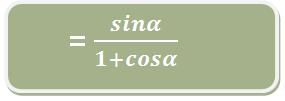 = sinα / 1+cosα